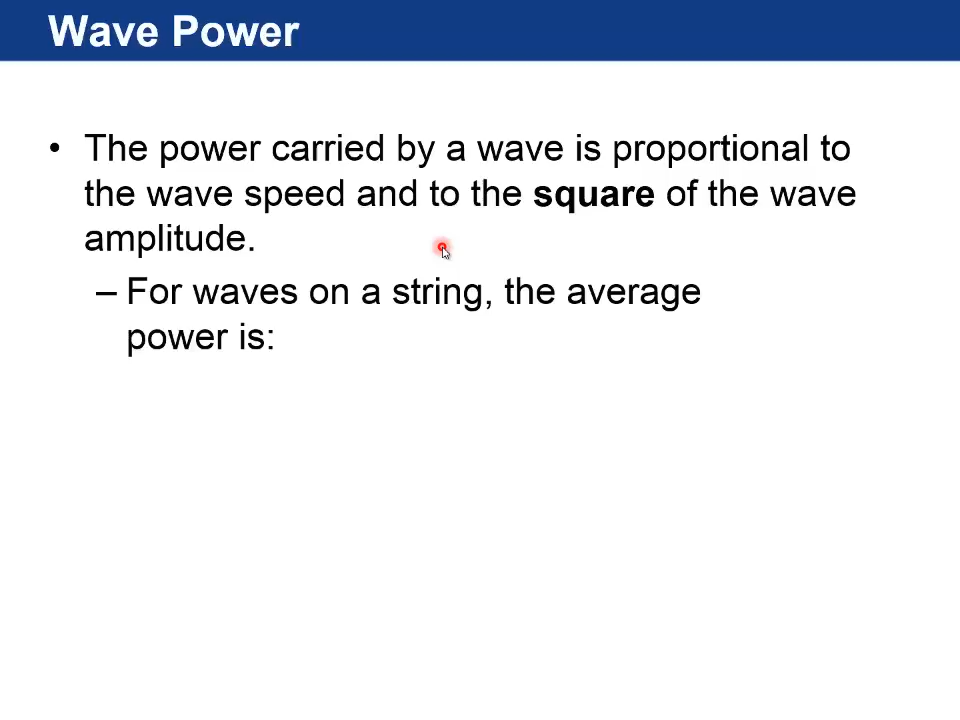 Wave Power
• The power carried by a wave is proportional to
the wave speed and to the square of the wave
amplitude.
– For waves on a string, the average
power is: